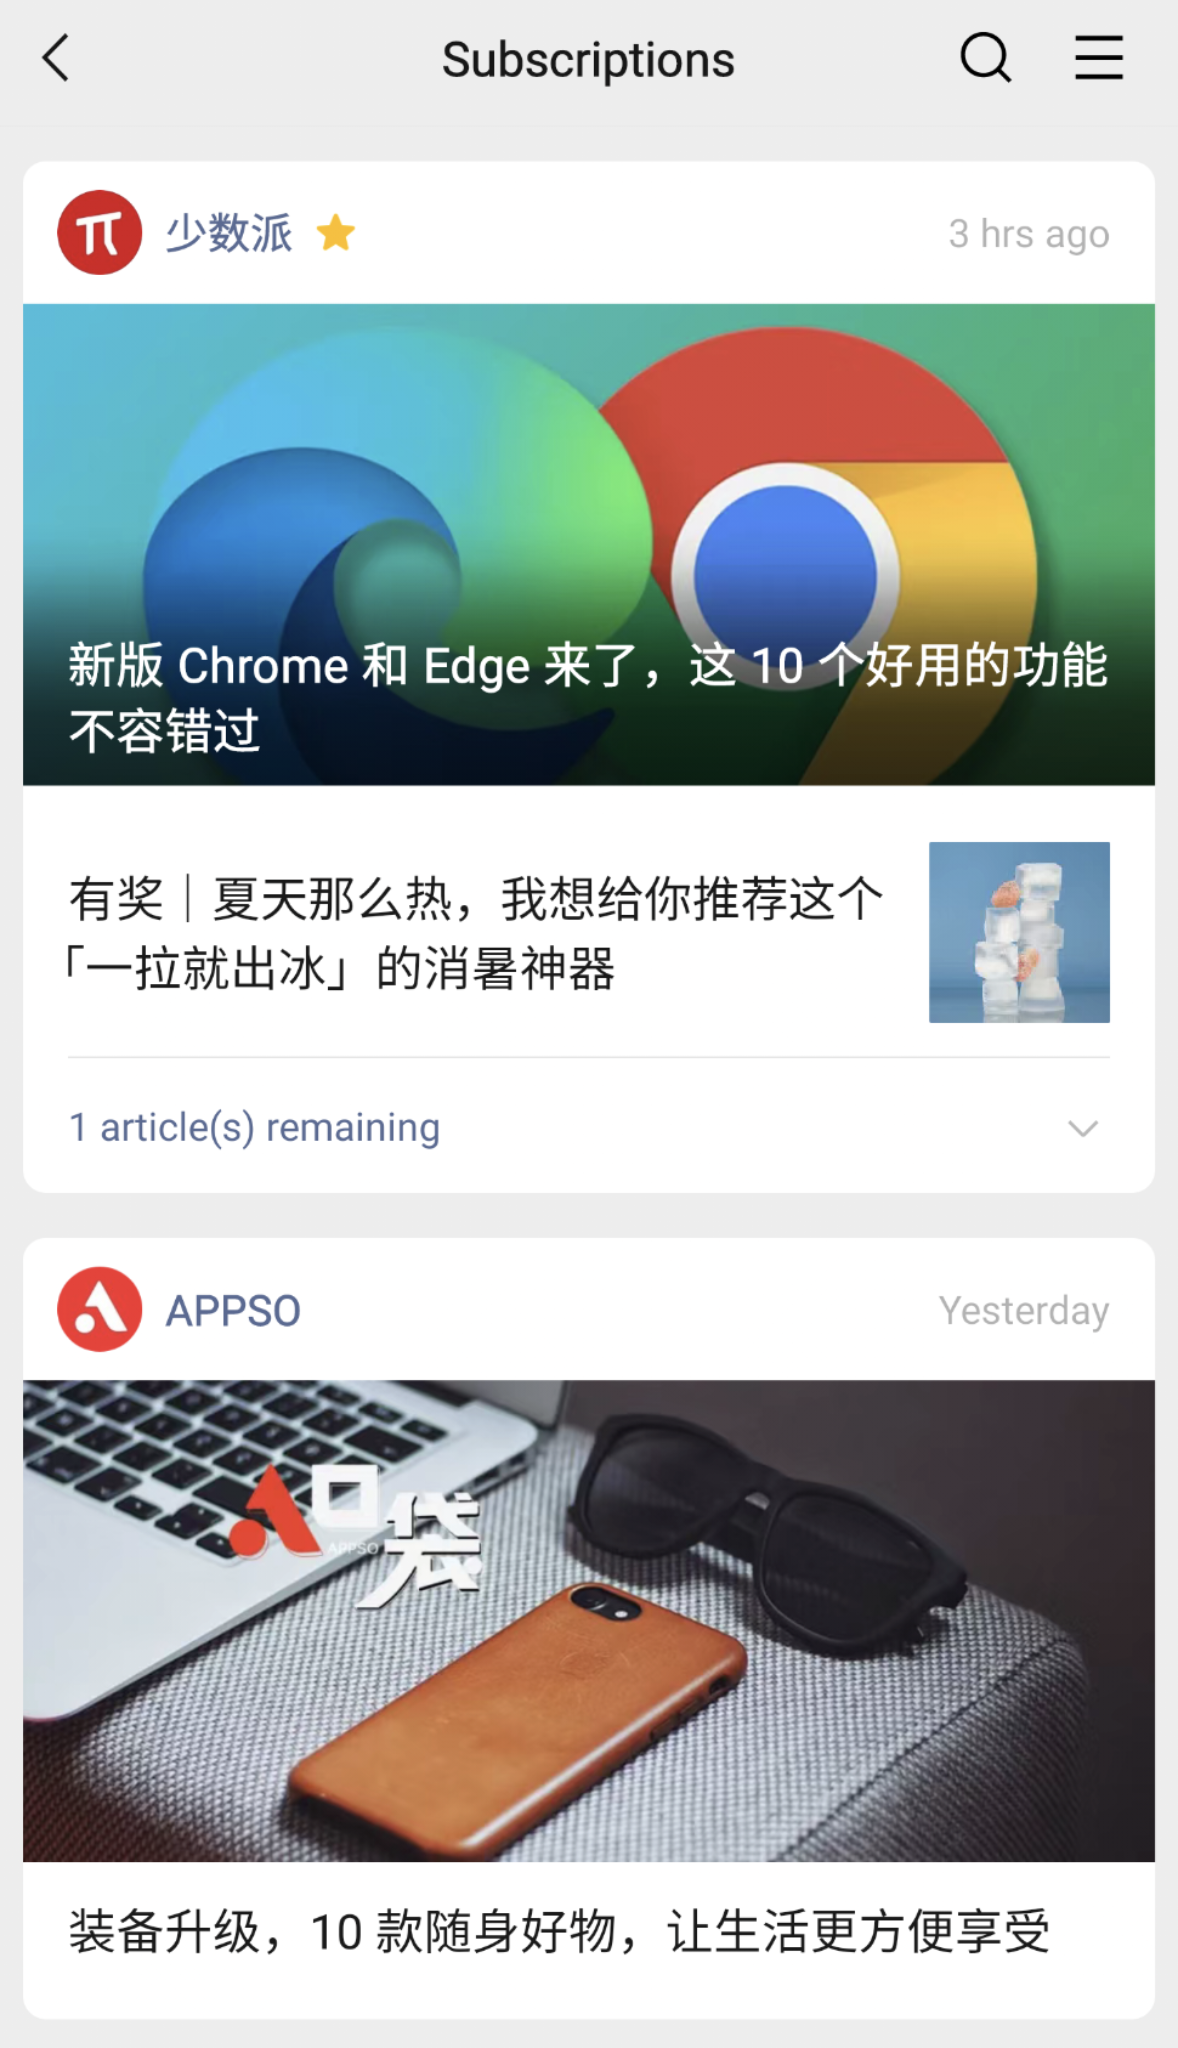 Subscriptions
少数派
3 hrs ago
新版 Chrome 和 Edge 来了，这 10 个好用的功能
不容错过
有奖｜夏天那么热，我想给你推荐这个
「一拉就出冰」的消暑神器
1 article(s) remaining
APPSO
Yesterday
口袋
APPSO
装备升级，10 款随身好物，让生活更方便享受